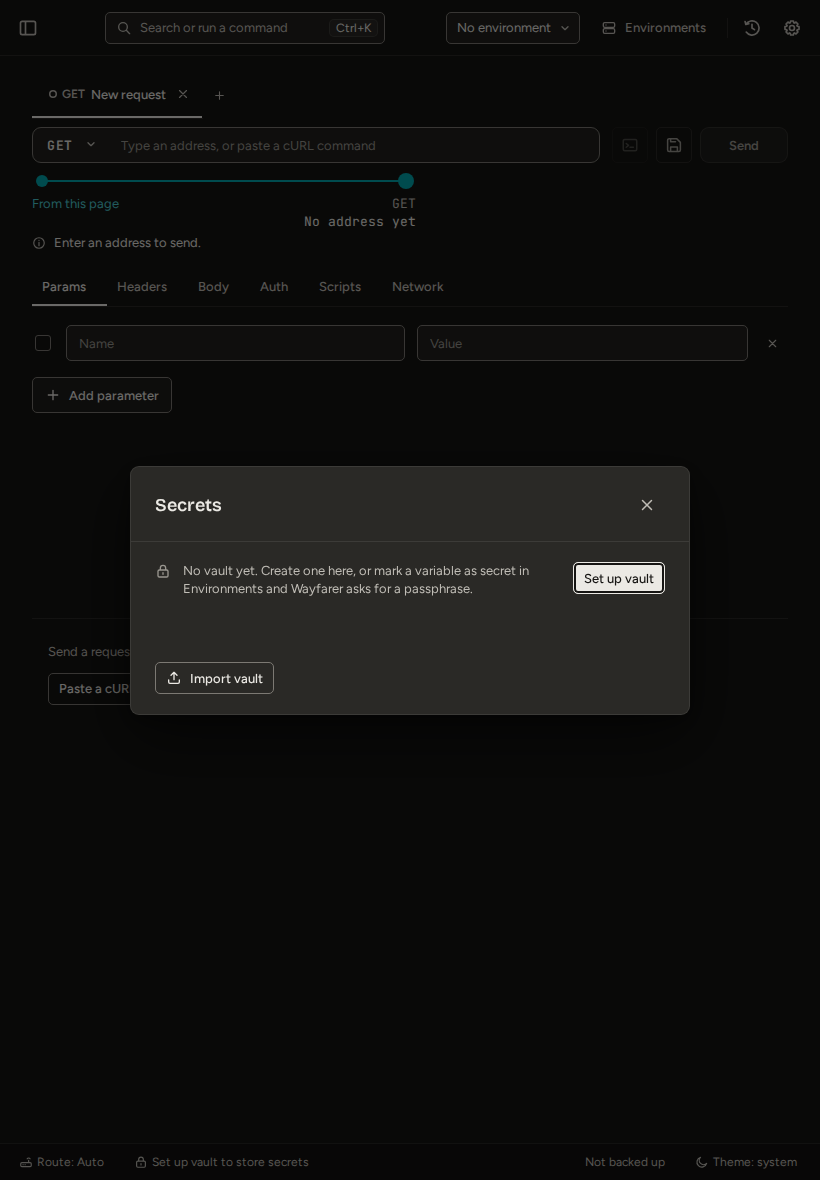 Search or run a command Ctrl+K No environment Environments
GET New request
GET Type an address, or paste a cURL command Send
From this page GET
No address yet
Enter an address to send.
Params Headers Body Auth Scripts Network
Name Value
Add parameter
Secrets
No vault yet. Create one here, or mark a variable as secret in
Environments and Wayfarer asks for a passphrase.
Set up vault
Send a reques
Import vault
Paste a cUR
Route: Auto Set up vault to store secrets Not backed up Theme: system